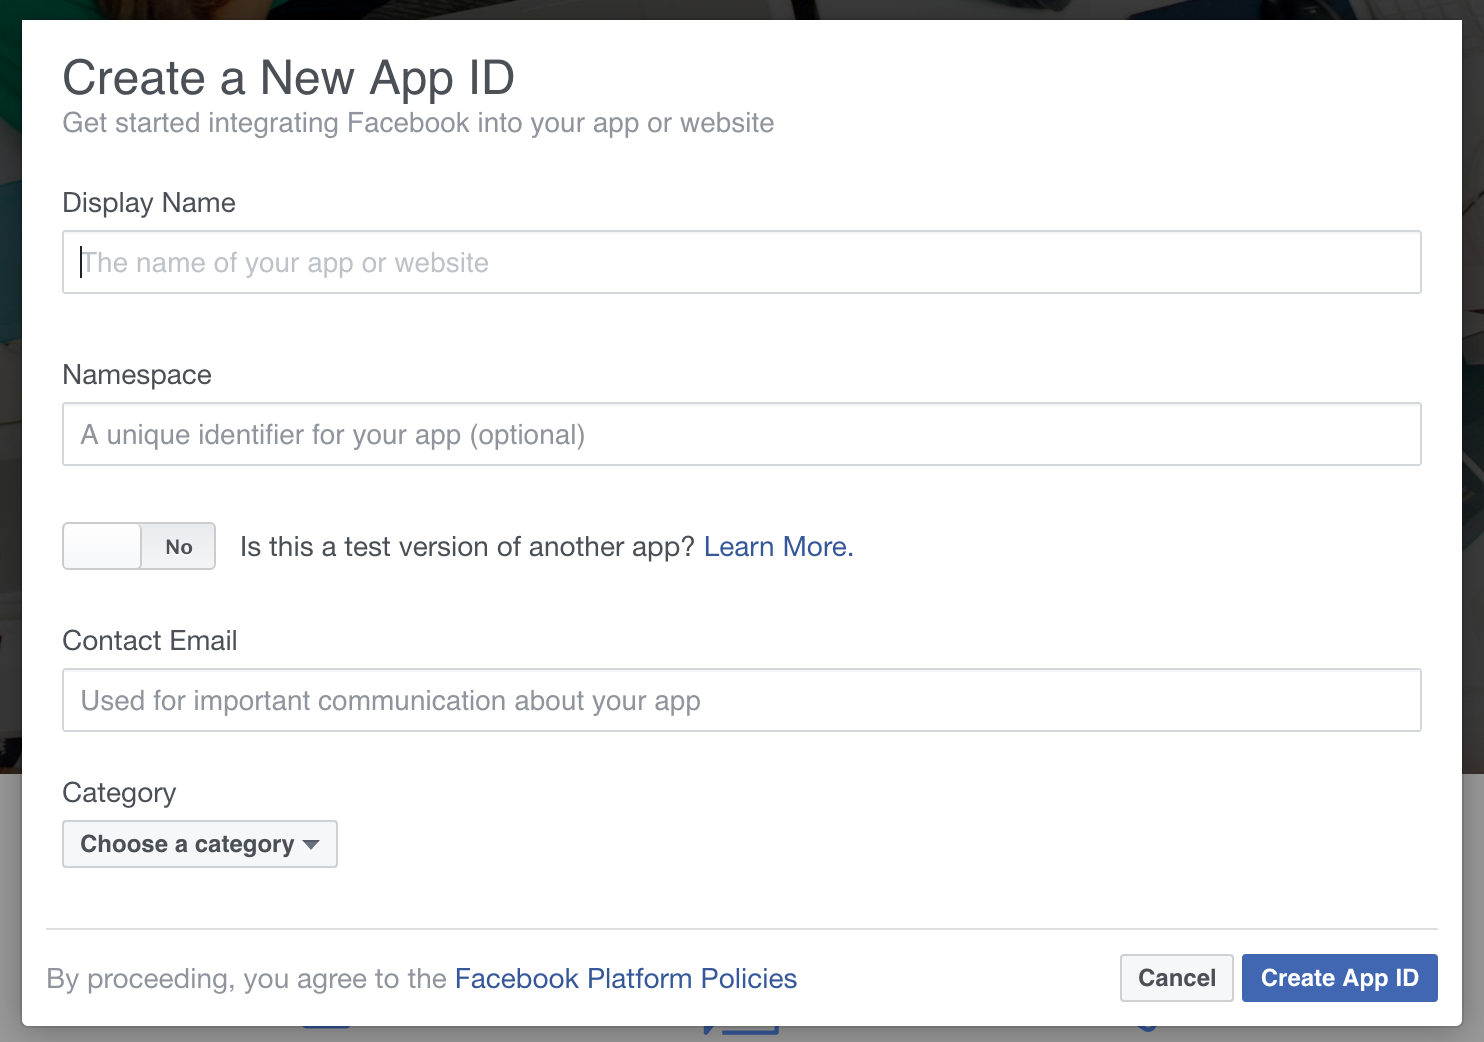 Create a New App ID
Get started integrating Facebook into your app or website
Display Name
The name of your app or website
Namespace
A unique identifier for your app (optional)
No Is this a test version of another app? Learn More.
Contact Email
Used for important communication about your app
Category
Choose a category
By proceeding, you agree to the Facebook Platform Policies Cancel Create App ID